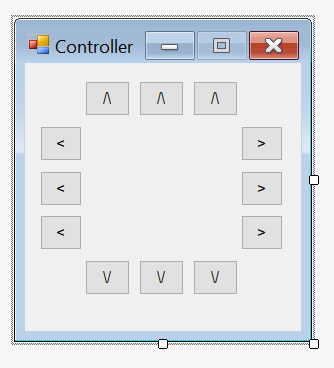 Controller
/\ /\ /\
< >
< >
< >
\/ \/ \/